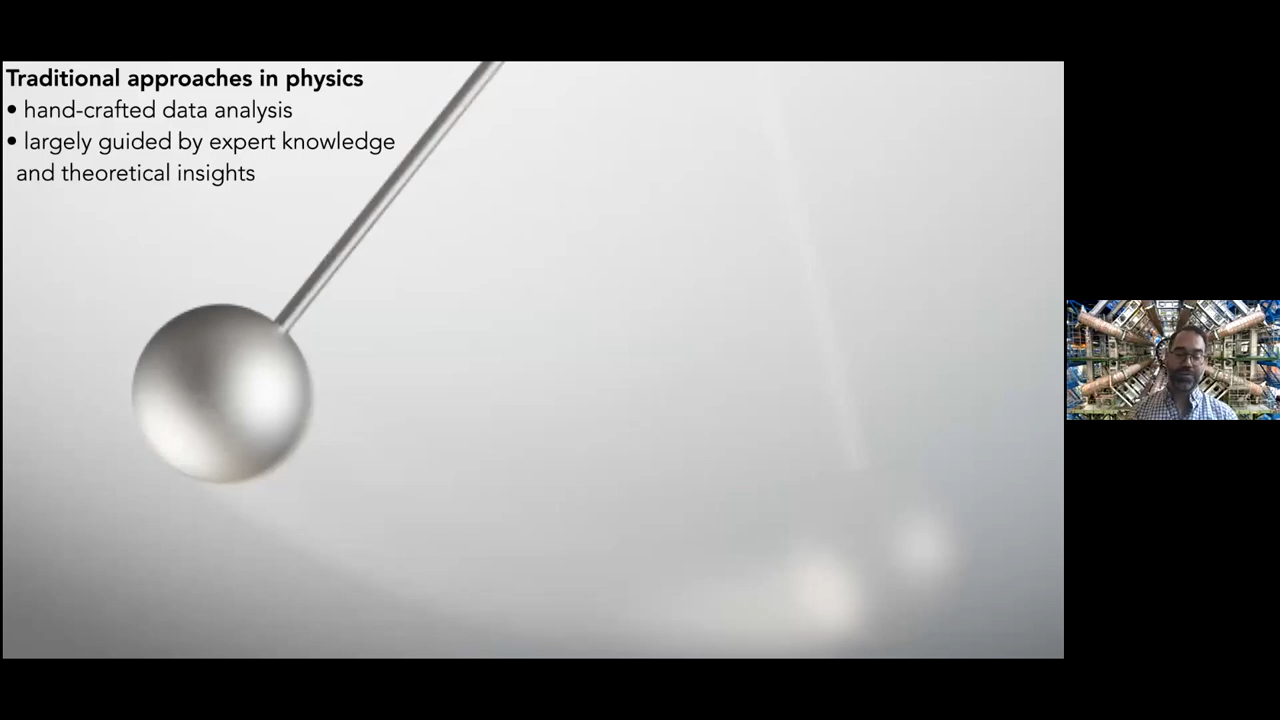 Traditional approaches in physics
• hand-crafted data analysis
• largely guided by expert knowledge
and theoretical insights